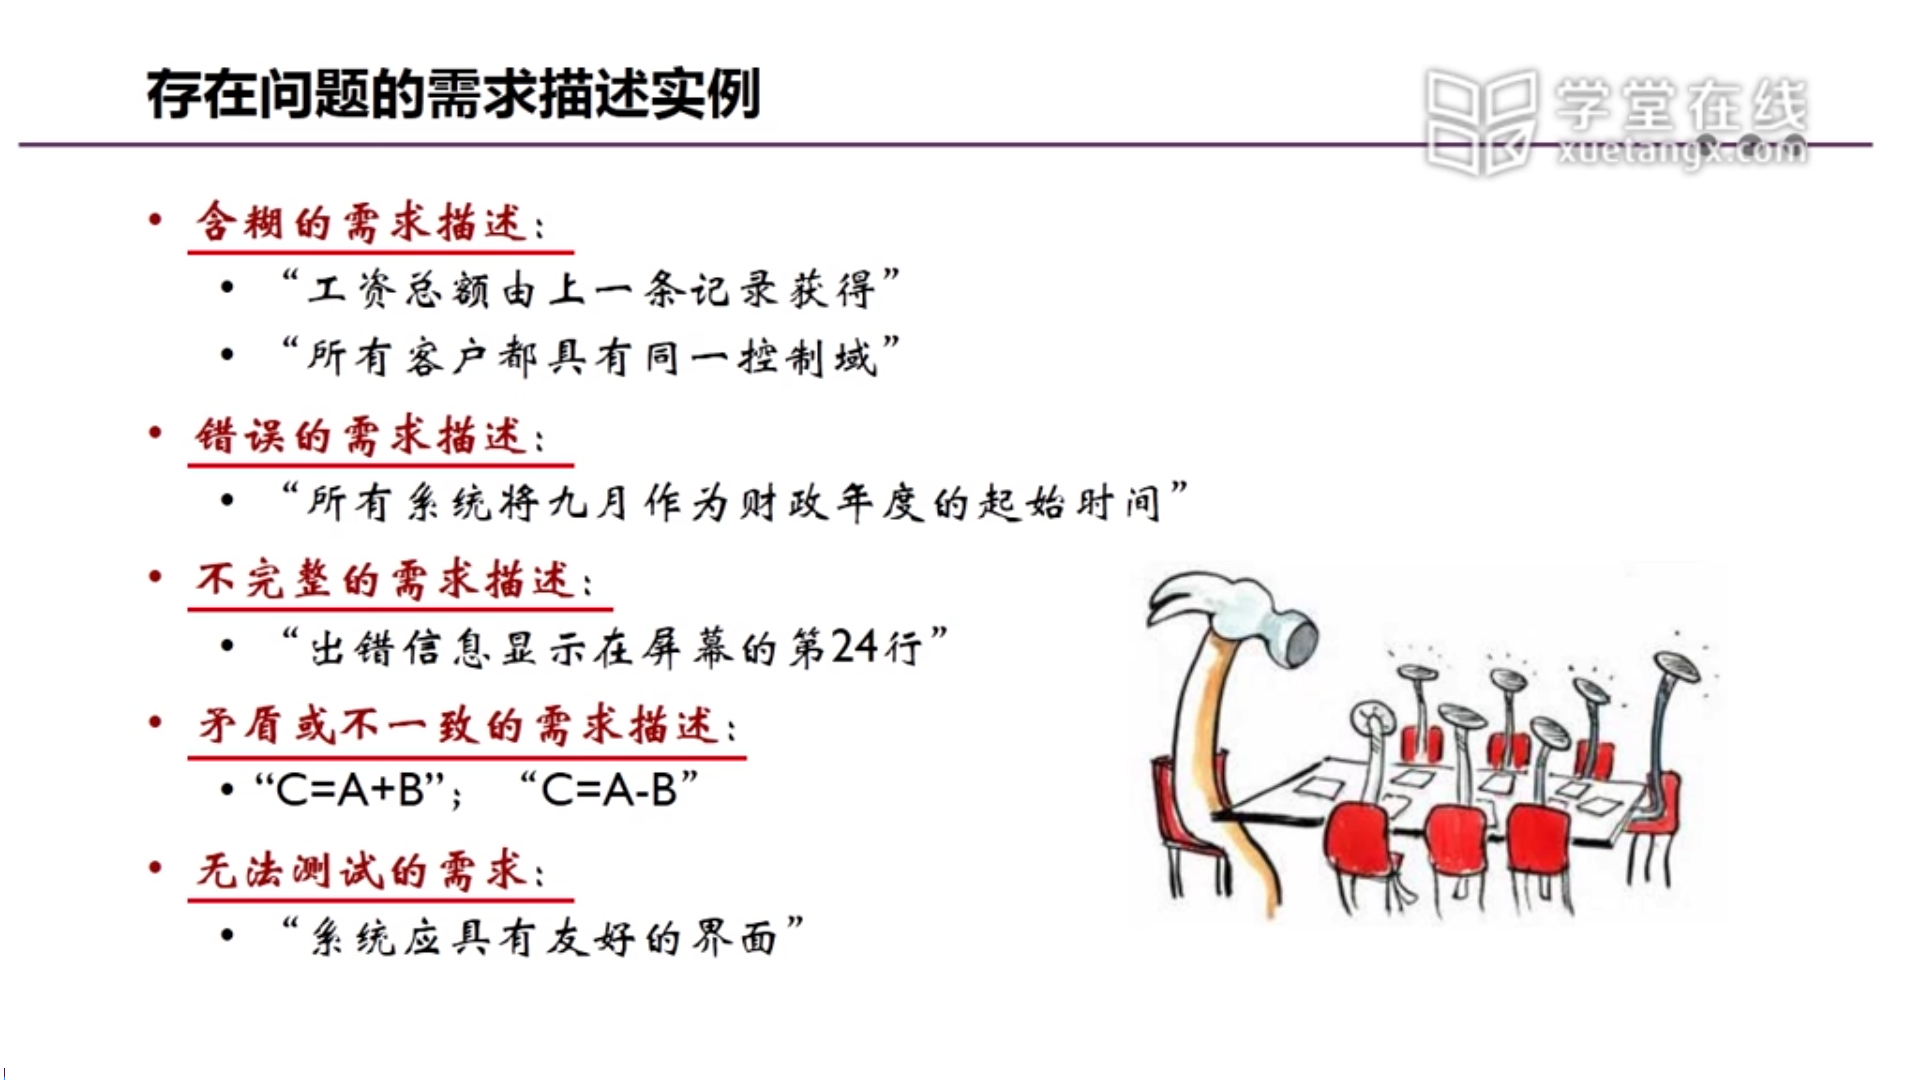 存在问题的需求描述实例
学堂在线
xuetangx.com
• 含糊的需求描述：
• “工资总额由上一条记录获得”
• “所有客户都具有同一控制域”
• 错误的需求描述：
• “所有系统将九月作为财政年度的起始时间”
• 不完整的需求描述：
• “出错信息显示在屏幕的第24行”
• 矛盾或不一致的需求描述：
• “C=A+B”； “C=A-B”
• 无法测试的需求：
• “系统应具有友好的界面”